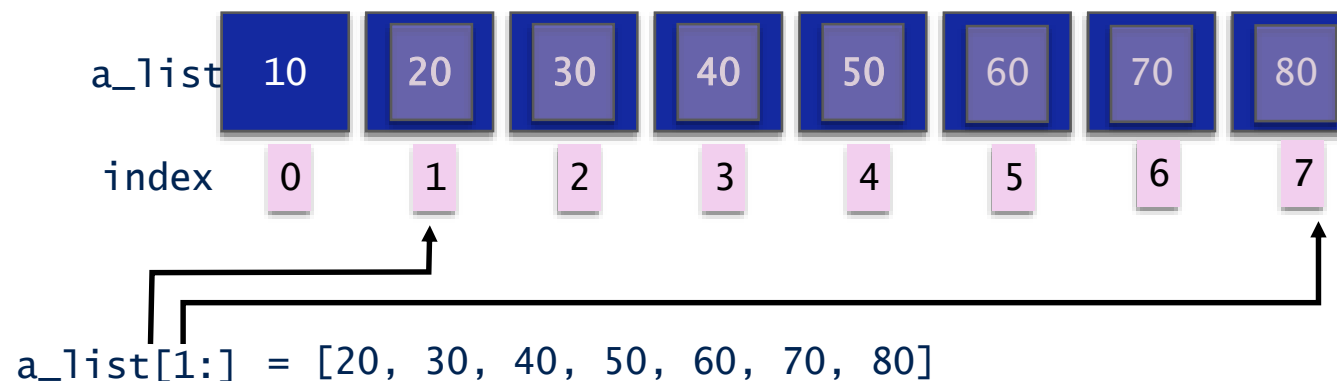 a_list 10 20 30 40 50 60 70 80
index 0 1 2 3 4 5 6 7
a_list[1:] = [20, 30, 40, 50, 60, 70, 80]